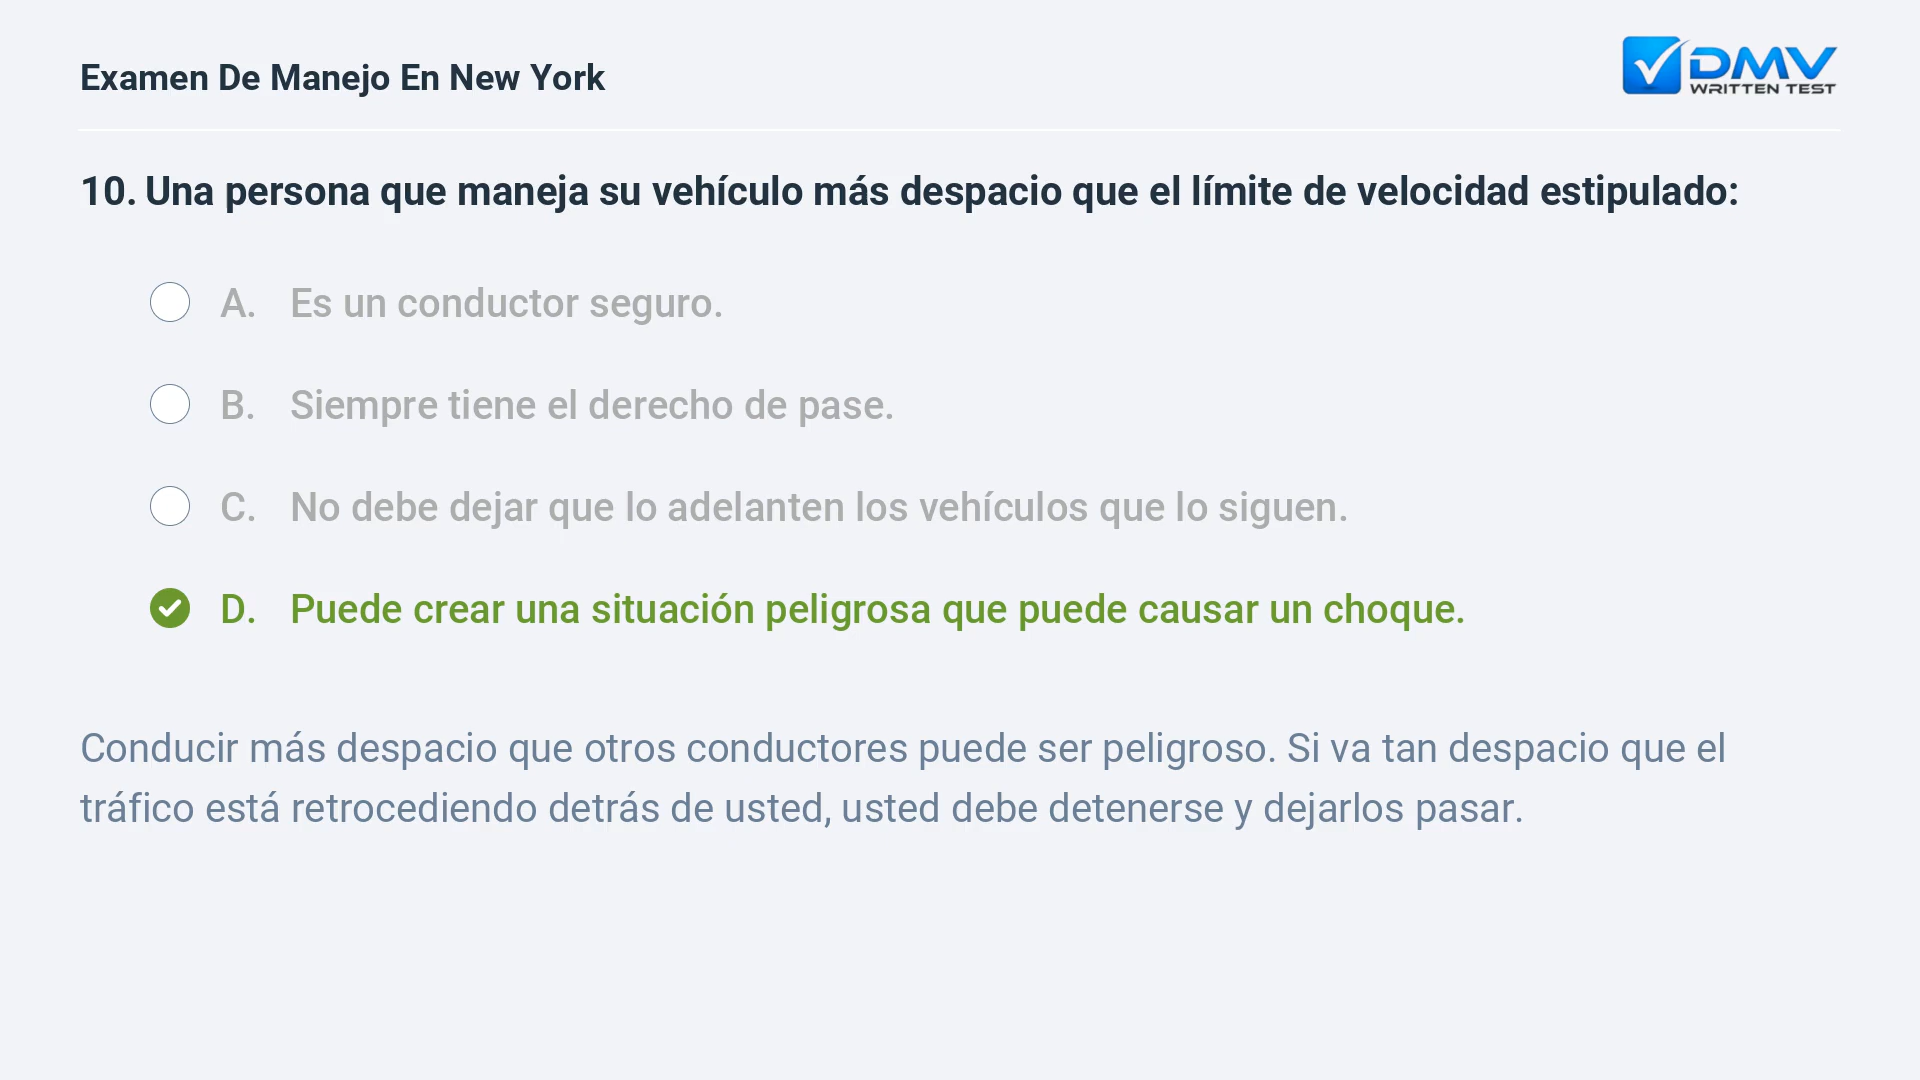 Examen De Manejo En New York
DMV
WRITTEN TEST
10. Una persona que maneja su vehículo más despacio que el límite de velocidad estipulado:
A. Es un conductor seguro.
B. Siempre tiene el derecho de pase.
C. No debe dejar que lo adelanten los vehículos que lo siguen.
D. Puede crear una situación peligrosa que puede causar un choque.
Conducir más despacio que otros conductores puede ser peligroso. Si va tan despacio que el
tráfico está retrocediendo detrás de usted, usted debe detenerse y dejarlos pasar.